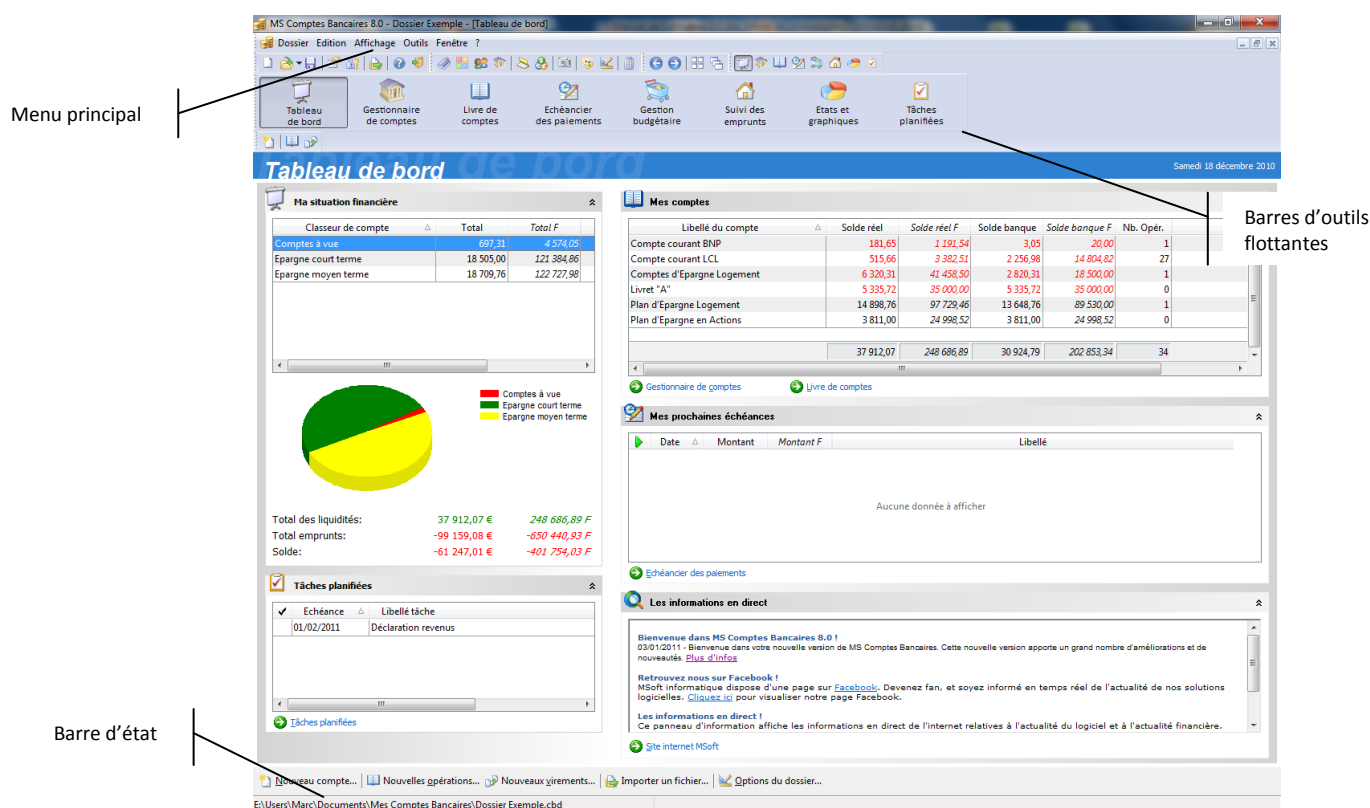 MS Comptes Bancaires 8.0 - Dossier Exemple - [Tableau de bord]
Dossier Edition Affichage Outils Fenêtre ?
Menu principal
Tableau de bord
Gestionnaire de comptes
Livre de comptes
Echéancier des paiements
Gestion budgétaire
Suivi des emprunts
Etats et graphiques
Tâches planifiées
Tableau de bord
Tableau de bord
Samedi 18 décembre 2010
Barres d'outils
flottantes
Ma situation financière
Classeur de compte Total Total F
Comptes à vue 697,31 4 574,05
Epargne court terme 18 505,00 121 384,86
Epargne moyen terme 18 709,76 122 727,98
Comptes à vue
Epargne court terme
Epargne moyen terme
Total des liquidités: 37 912,07 € 248 686,89 F
Total emprunts: -99 159,08 € -650 440,93 F
Solde: -61 247,01 € -401 754,03 F
Tâches planifiées
Echéance Libellé tâche
01/02/2011 Déclaration revenus
Tâches planifiées
Mes comptes
Libellé du compte Solde réel Solde réel F Solde banque Solde banque F Nb. Opér.
Compte courant BNP 181,65 1 191,54 3,05 20,00 1
Compte courant LCL 515,66 3 382,51 2 256,98 14 804,82 27
Comptes d'Epargne Logement 6 320,31 41 458,50 2 820,31 18 500,00 1
Livret "A" 5 335,72 35 000,00 5 335,72 35 000,00 0
Plan d'Epargne Logement 14 898,76 97 729,46 13 648,76 89 530,00 1
Plan d'Epargne en Actions 3 811,00 24 998,52 3 811,00 24 998,52 0
37 912,07 248 686,89 30 924,79 202 853,34 34
Gestionnaire de comptes Livre de comptes
Mes prochaines échéances
Date Montant Montant F Libellé
Aucune donnée à afficher
Echéancier des paiements
Les informations en direct
Bienvenue dans MS Comptes Bancaires 8.0 !
03/01/2011 - Bienvenue dans votre nouvelle version de MS Comptes Bancaires. Cette nouvelle version apporte un grand nombre d'améliorations et de
nouveautés. Plus d'infos
Retrouvez nous sur Facebook !
MSoft informatique dispose d'une page sur Facebook. Devenez fan, et soyez informé en temps réel de l'actualité de nos solutions
logicielles. Cliquez ici pour visualiser notre page Facebook.
Les informations en direct !
Ce panneau d'information affiche les informations en direct de l'internet relatives à l'actualité du logiciel et à l'actualité financière.
Site internet MSoft
Barre d'état
Nouveau compte... Nouvelles opérations... Nouveaux virements... Importer un fichier... Options du dossier...
E:\Users\Marc\Documents\Mes Comptes Bancaires\Dossier Exemple.cbd